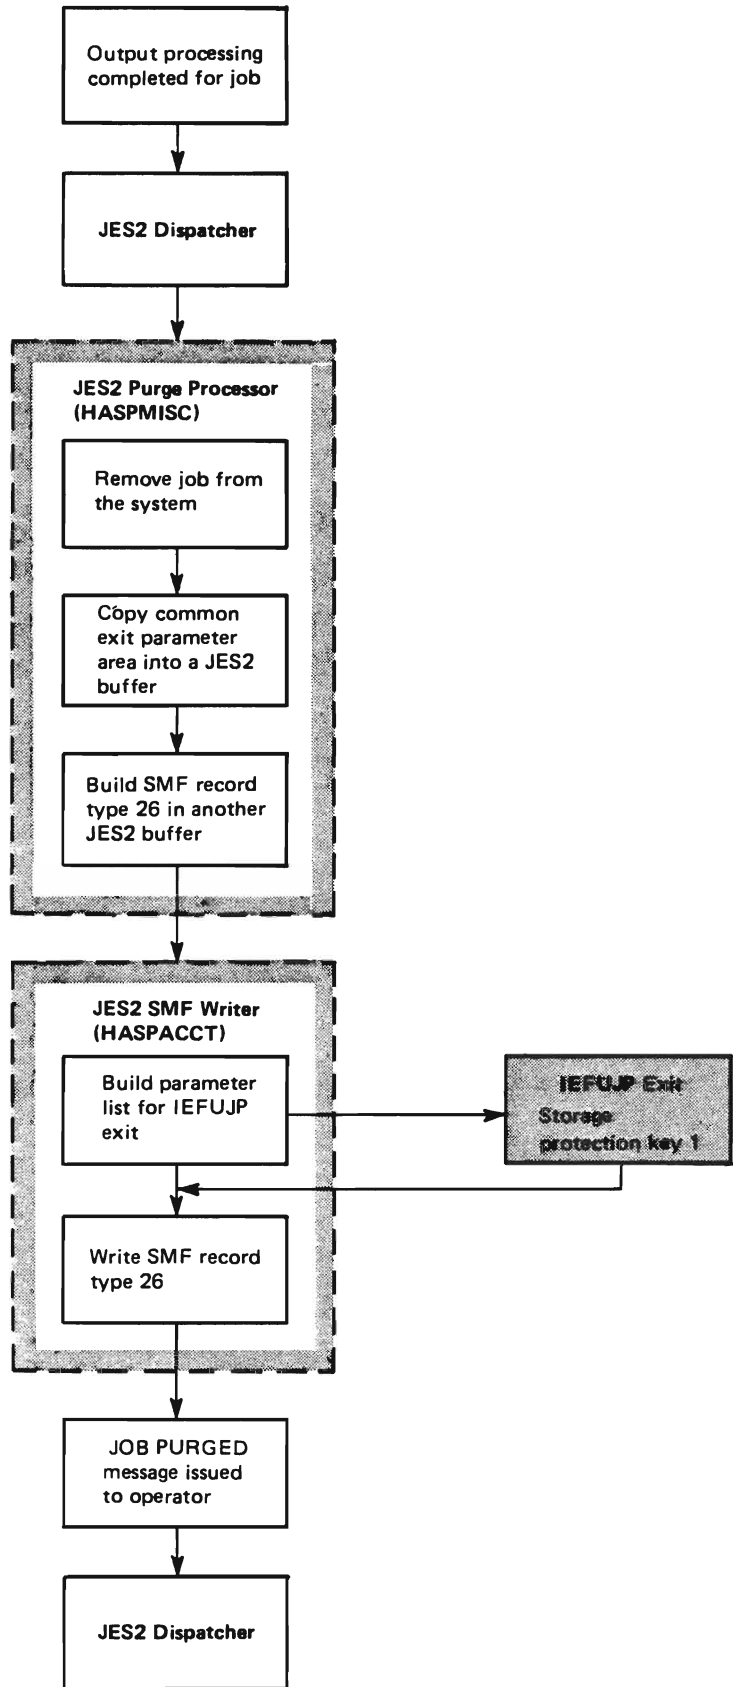 Output processing
completed for job
JES2 Dispatcher
JES2 Purge Processor
(HASPMISC)
Remove job from
the system
Copy common
exit parameter
area into a JES2
buffer
Build SMF record
type 26 in another
JES2 buffer
JES2 SMF Writer
(HASPACCT)
Build parameter
list for IEFUJP
exit
IEFUJP Exit
Storage
protection key 1
Write SMF record
type 26
JOB PURGED
message issued
to operator
JES2 Dispatcher